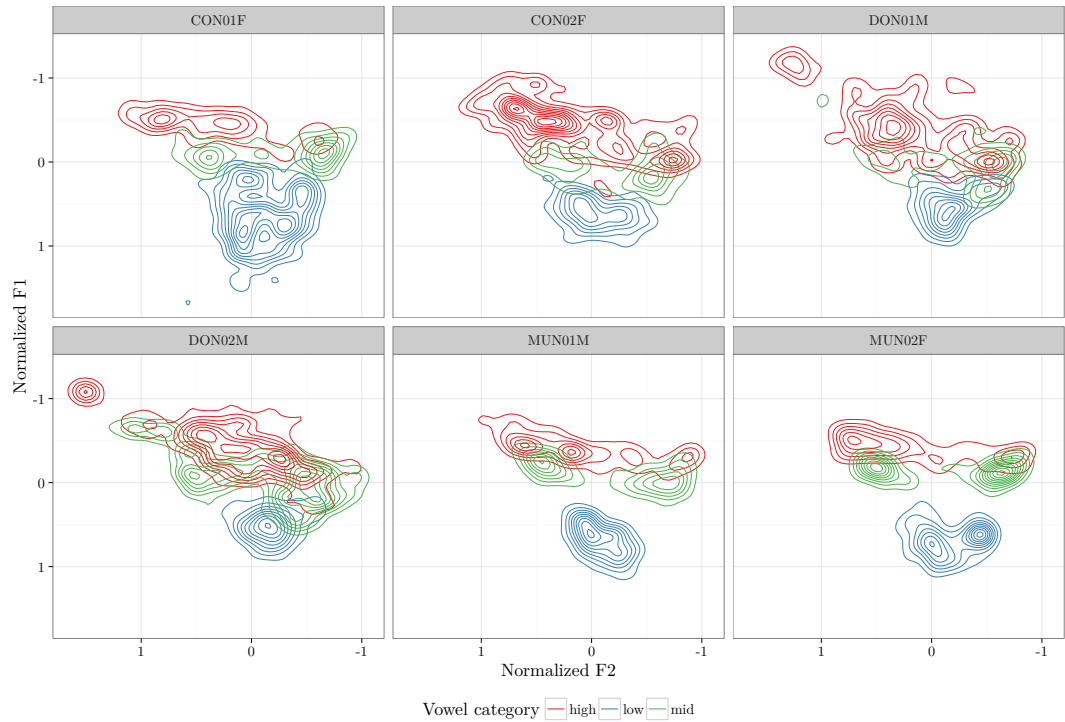 CON01F CON02F DON01M
-1
0
1
DON02M MUN01M MUN02F
-1
0
1
1 0 -1 1 0 -1 1 0 -1
Normalized F1
Normalized F2
Vowel category high low mid